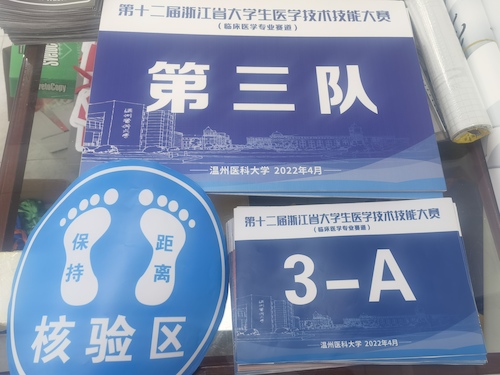 第十二届浙江省大学生医学技术技能大赛
（临床医学专业赛道）
第三队
温州医科大学 2022年4月
保持
距离
核验区
第十二届浙江省大学生医学技术技能大赛
（临床医学专业赛道）
3-A
温州医科大学 2022年4月